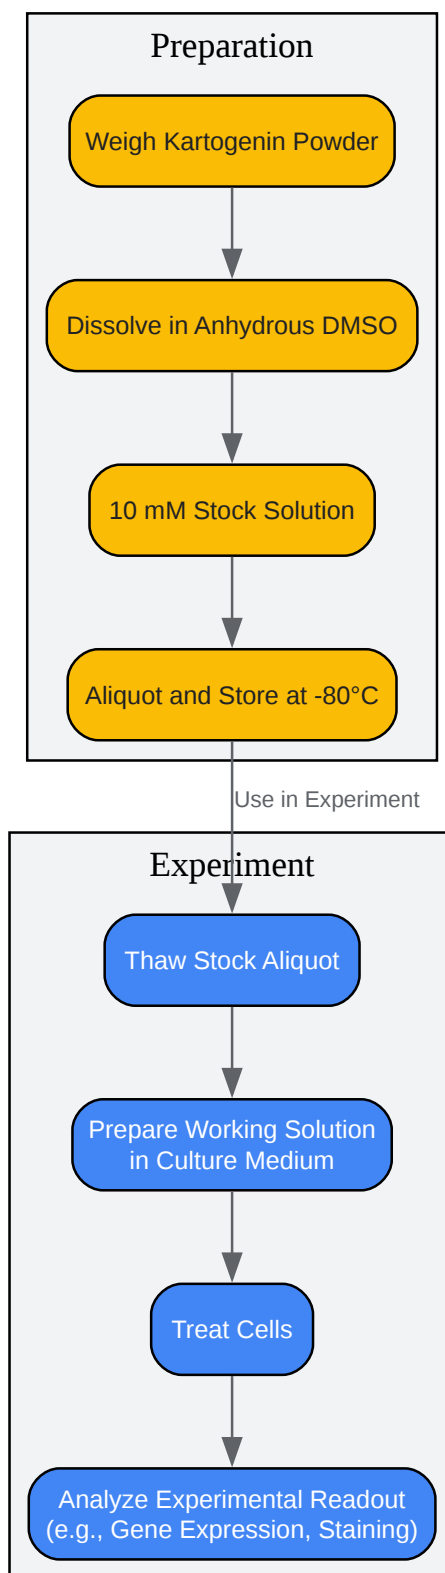 Preparation
Weigh Kartogenin Powder
Dissolve in Anhydrous DMSO
10 mM Stock Solution
Aliquot and Store at -80°C
Use in Experiment
Experiment
Thaw Stock Aliquot
Prepare Working Solution
in Culture Medium
Treat Cells
Analyze Experimental Readout
(e.g., Gene Expression, Staining)